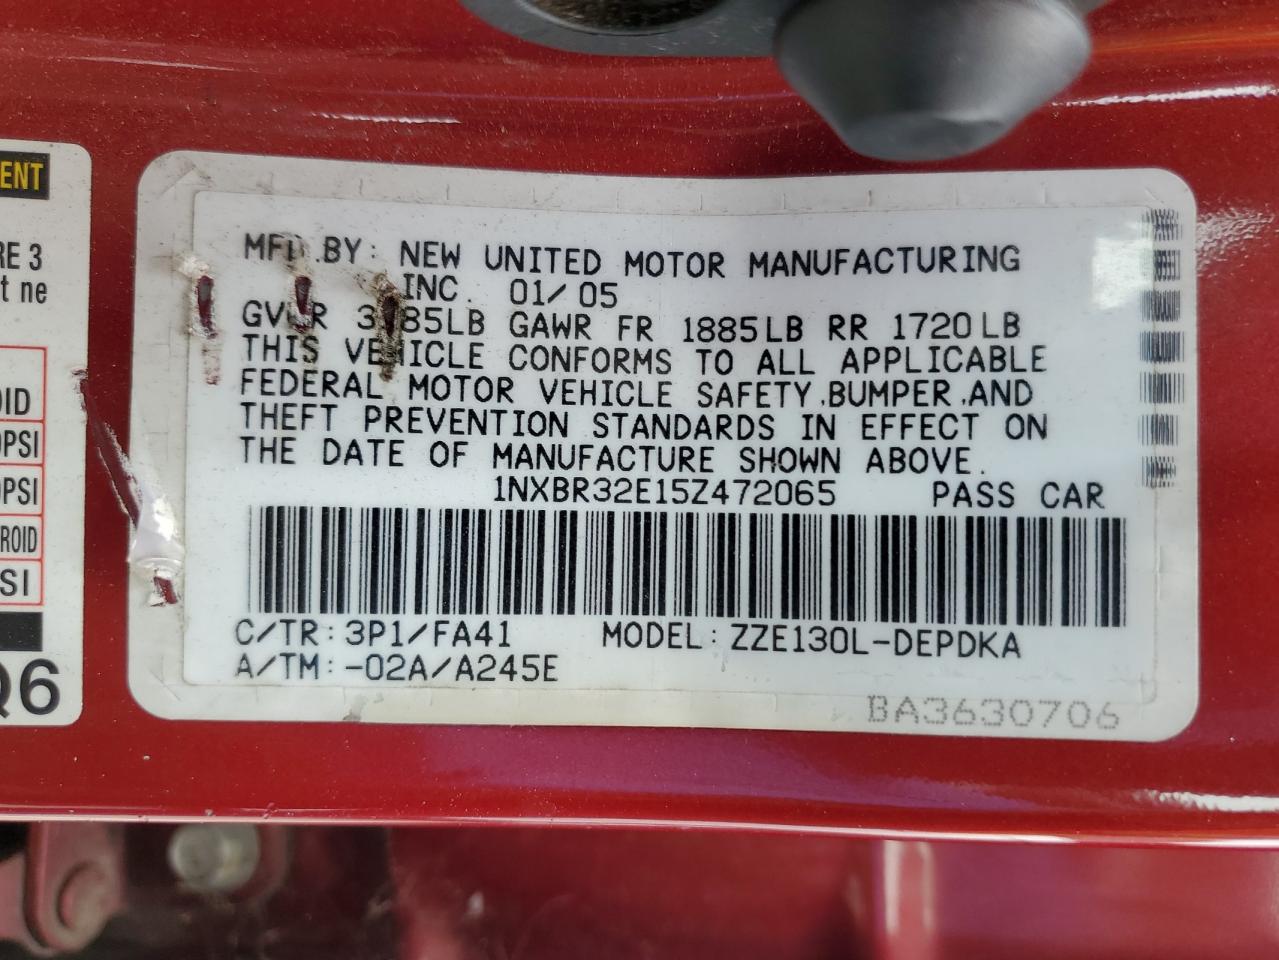 ENT
RE 3
t ne
OID
PSI
PSI
ROID
SI
Q6
MFD.BY: NEW UNITED MOTOR MANUFACTURING
INC. 01/05
GVWR LB GAWR FR 1885LB RR 1720LB
THIS VEHICLE CONFORMS TO ALL APPLICABLE
FEDERAL MOTOR VEHICLE SAFETY.BUMPER.AND
THEFT PREVENTION STANDARDS IN EFFECT ON
THE DATE OF MANUFACTURE SHOWN ABOVE.
1NXBR32E15Z472065 PASS CAR
C/TR:3P1/FA41 MODEL:ZZE130L-DEPDKA
A/TM:-02A/A245E
BA3630706